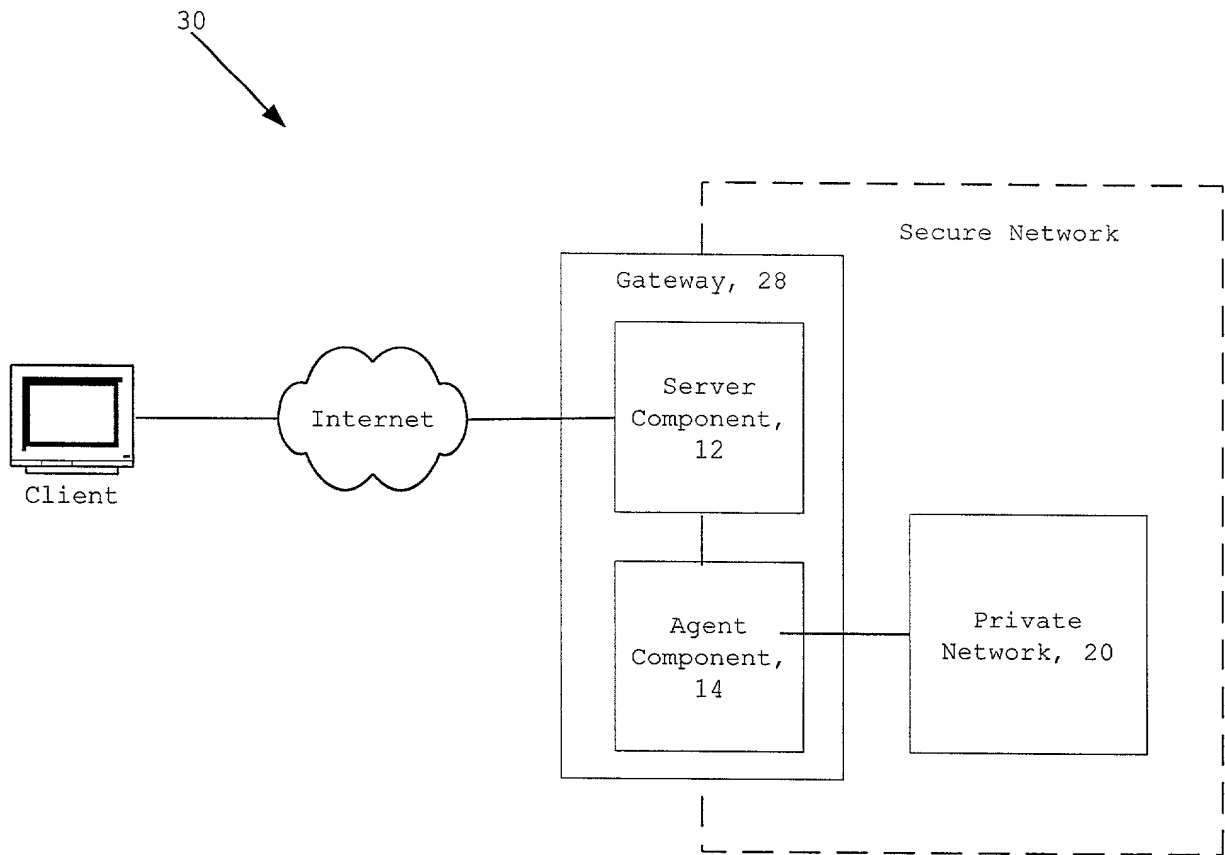 30
Secure Network
Gateway, 28
Server
Component,
12
Internet
Client
Agent
Component,
14
Private
Network, 20